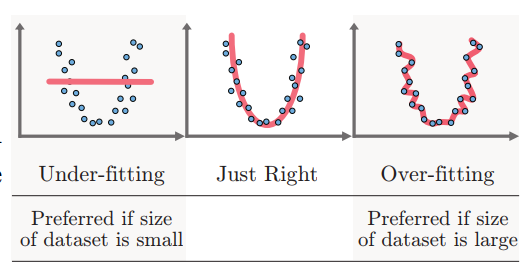 Under-fitting
Just Right
Over-fitting
Preferred if size
of dataset is small
Preferred if size
of dataset is large